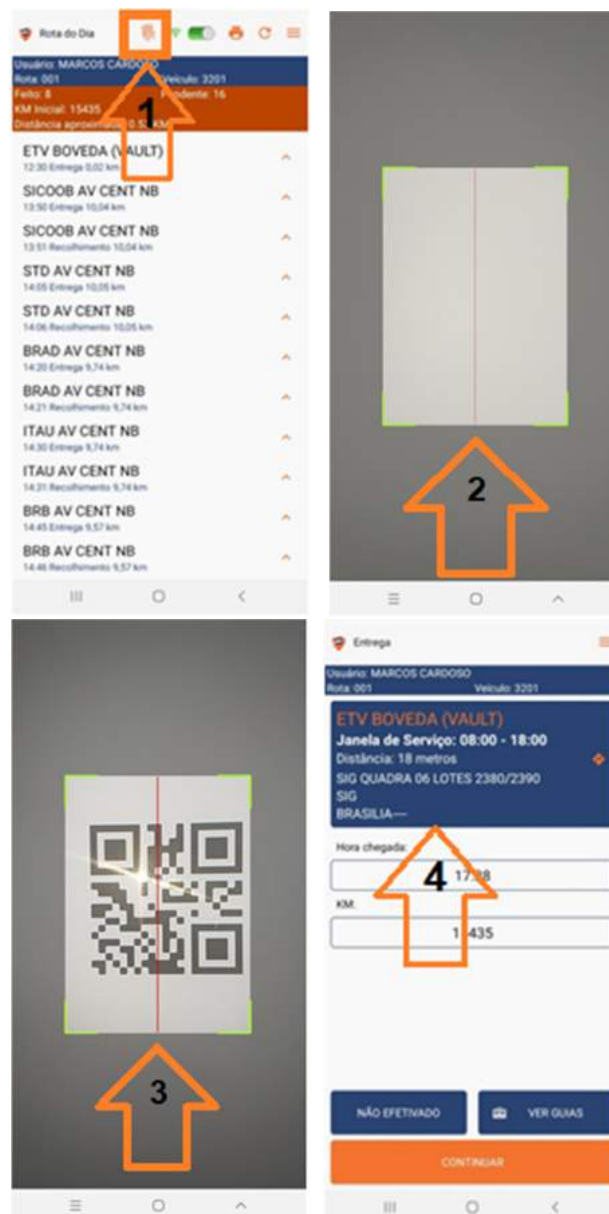 Rota do Dia
Usuário: MARCOS CARDOSO
Rota: 001 Veículo: 3201
Feito: 8 Pendente: 16
KM Inicial: 15435
Distância
1
ETV BOVEDA (VAULT)
12:30 Entrega 0,02 km
SICOOB AV CENT NB
13:50 Entrega 10,04 km
SICOOB AV CENT NB
13:51 Recolhimento 10,04 km
STD AV CENT NB
14:05 Entrega 10,05 km
STD AV CENT NB
14:06 Recolhimento 10,05 km
BRAD AV CENT NB
14:20 Entrega 9,74 km
BRAD AV CENT NB
14:21 Recolhimento 9,74 km
ITAU AV CENT NB
14:30 Entrega 9,74 km
ITAU AV CENT NB
14:31 Recolhimento 9,74 km
BRB AV CENT NB
14:45 Entrega 9,57 km
BRB AV CENT NB
14:46 Recolhimento 9,57 km
2
3
Entrega
Usuário: MARCOS CARDOSO
Rota: 001 Veículo: 3201
ETV BOVEDA (VAULT)
Janela de Serviço: 08:00 - 18:00
Distância: 18 metros
SIG QUADRA 06 LOTES 2380/2390
SIG
BRASILIA---
Hora chegada:
4
KM:
NÃO EFETIVADO
VER GUIAS
CONTINUAR